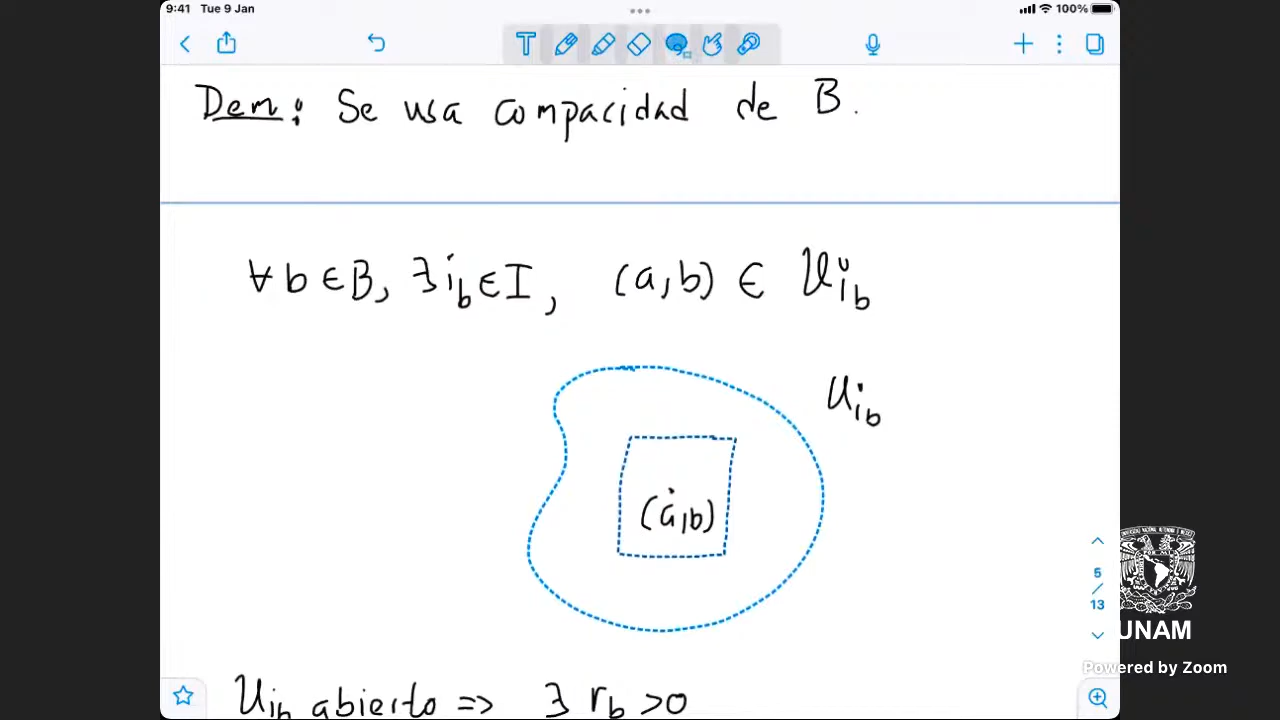 9:41 Tue 9 Jan
100%
T
Dem: Se usa compacidad de B.
∀ b ∈ B, ∃ i_b ∈ I, (a,b) ∈ U_{i_b}
U_{i_b}
(a,b)
5
/
13
UNAM
Powered by Zoom
U_{i_b} abierto => ∃ r_b >0